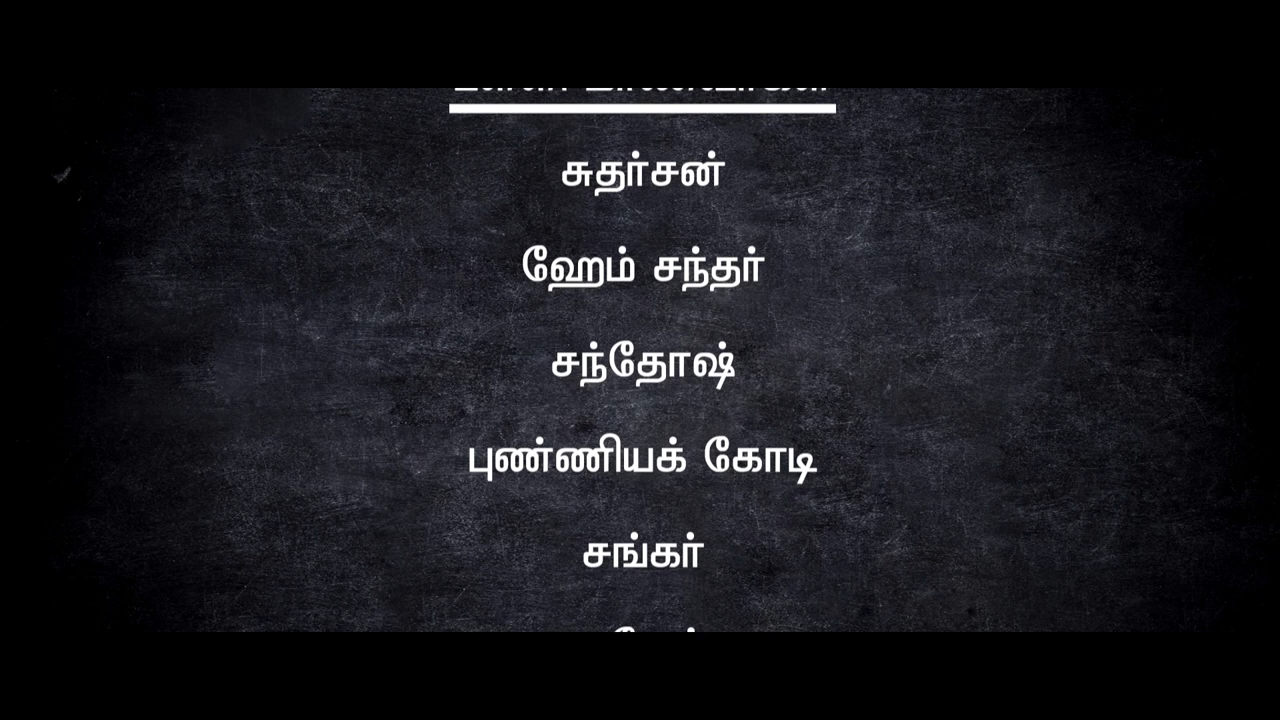 சுதர்சன்
ஹேம் சந்தர்
சந்தோஷ்
புண்ணியக் கோடி
சங்கர்